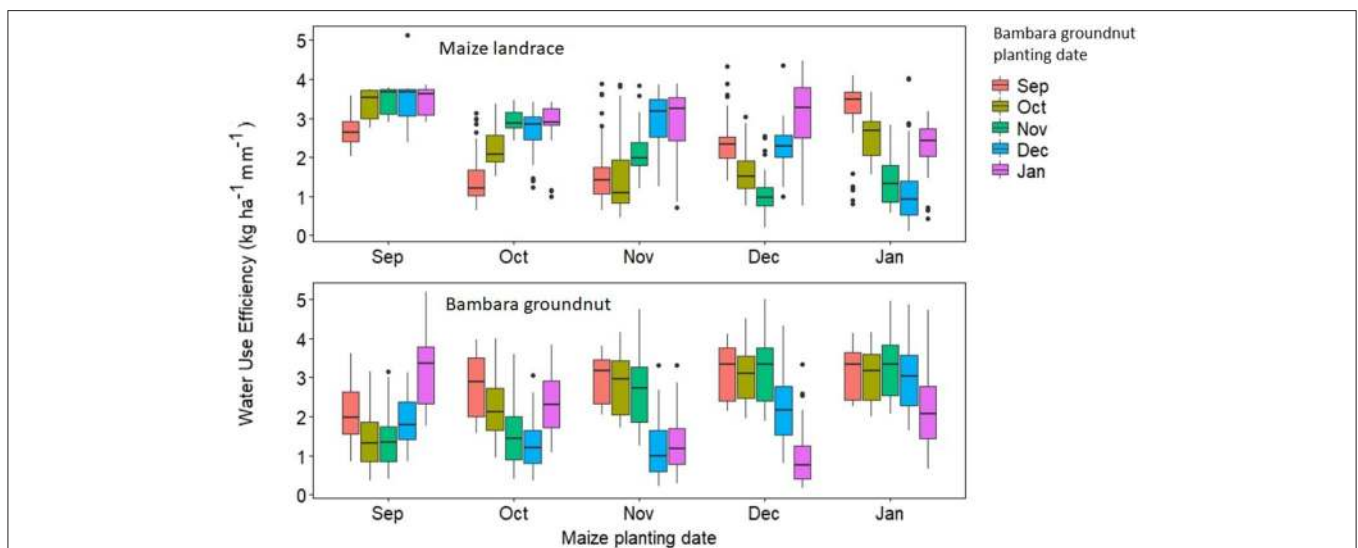 Maize landrace
5
4
3
2
1
0
Sep Oct Nov Dec Jan
Bambara groundnut
5
4
3
2
1
0
Sep Oct Nov Dec Jan
Maize planting date
Water Use Efficiency (kg ha⁻¹ mm⁻¹)
Bambara groundnut
planting date
Sep
Oct
Nov
Dec
Jan